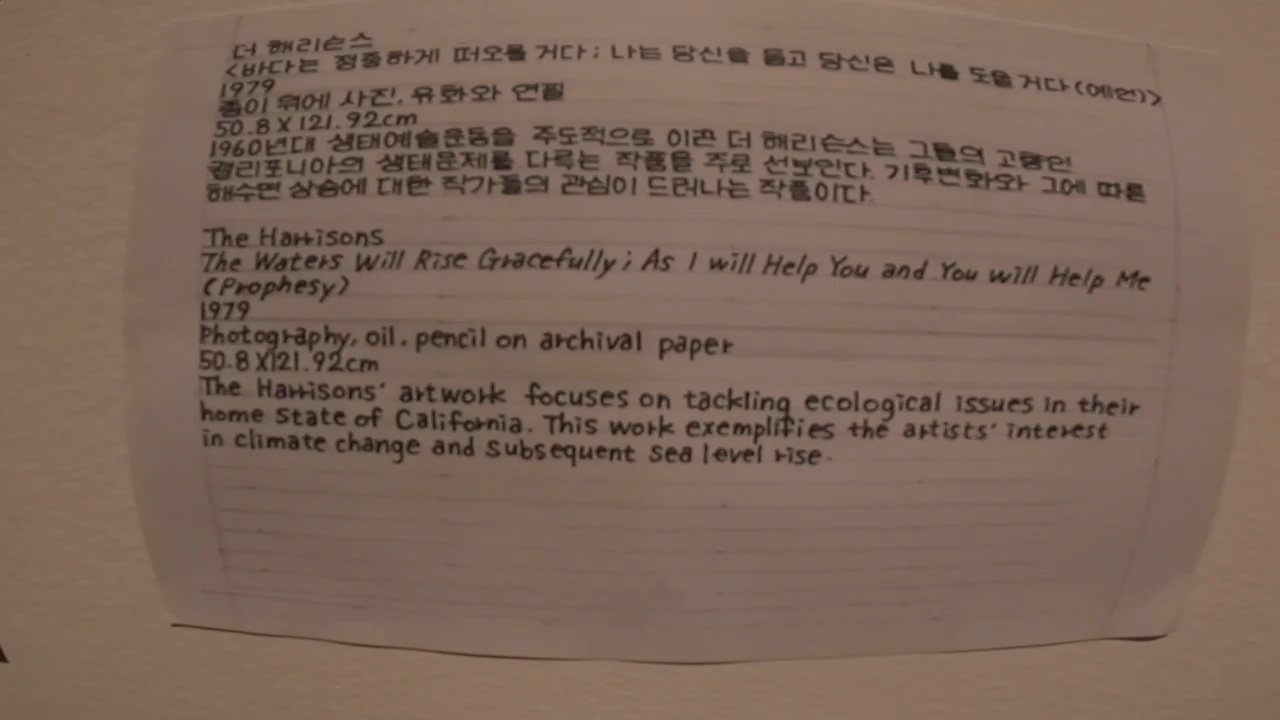 더 해리슨스
<바다는 정중하게 떠오를 거다; 나는 당신을 돕고 당신은 나를 도울거다(예언)>
1979
종이 위에 사진, 유화와 연필
50.8 X 121.92cm
1960년대 생태예술운동을 주도적으로 이끈 더 해리슨스는 그들의 고향인
캘리포니아의 생태문제를 다루는 작품을 주로 선보인다. 기후변화와 그에 따른
해수면 상승에 대한 작가들의 관심이 드러나는 작품이다.
The Harrisons
The Waters Will Rise Gracefully; As I will Help You and You will Help Me
(Prophesy)
1979
Photography, oil, pencil on archival paper
50.8 X121.92cm
The Harrisons' artwork focuses on tackling ecological issues in their
home State of California. This work exemplifies the artists' interest
in climate change and Subsequent Sea level rise.